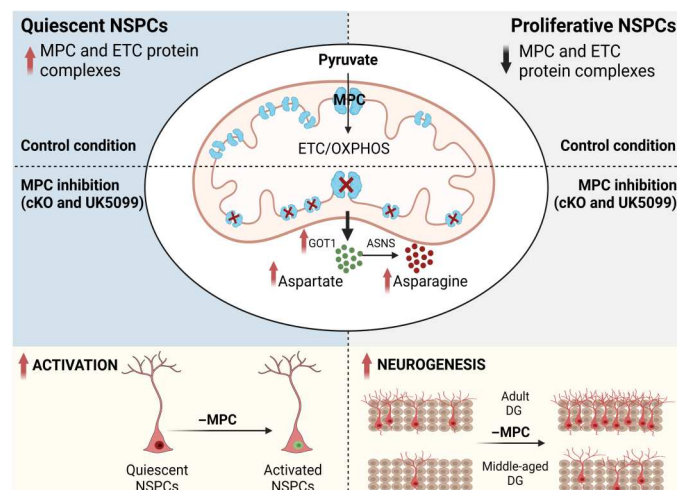 Quiescent NSPCs
MPC and ETC protein
complexes
Proliferative NSPCs
MPC and ETC
protein complexes
Pyruvate
MPC
ETC/OXPHOS
Control condition
Control condition
MPC inhibition
(cKO and UK5099)
MPC inhibition
(cKO and UK5099)
GOT1
ASNS
Aspartate
Asparagine
ACTIVATION
–MPC
Quiescent
NSPCs
Activated
NSPCs
NEUROGENESIS
Adult
DG
–MPC
Middle-aged
DG